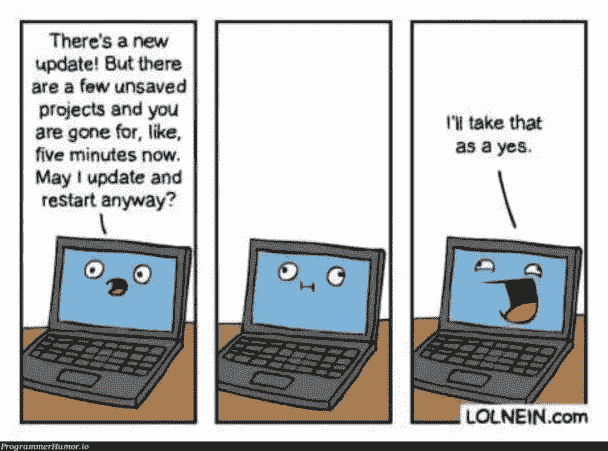 There's a new
update! But there
are a few unsaved
projects and you
are gone for, like,
five minutes now.
May I update and
restart anyway?
I'll take that
as a yes.
LOLNEIN.com
ProgrammerHumor.io